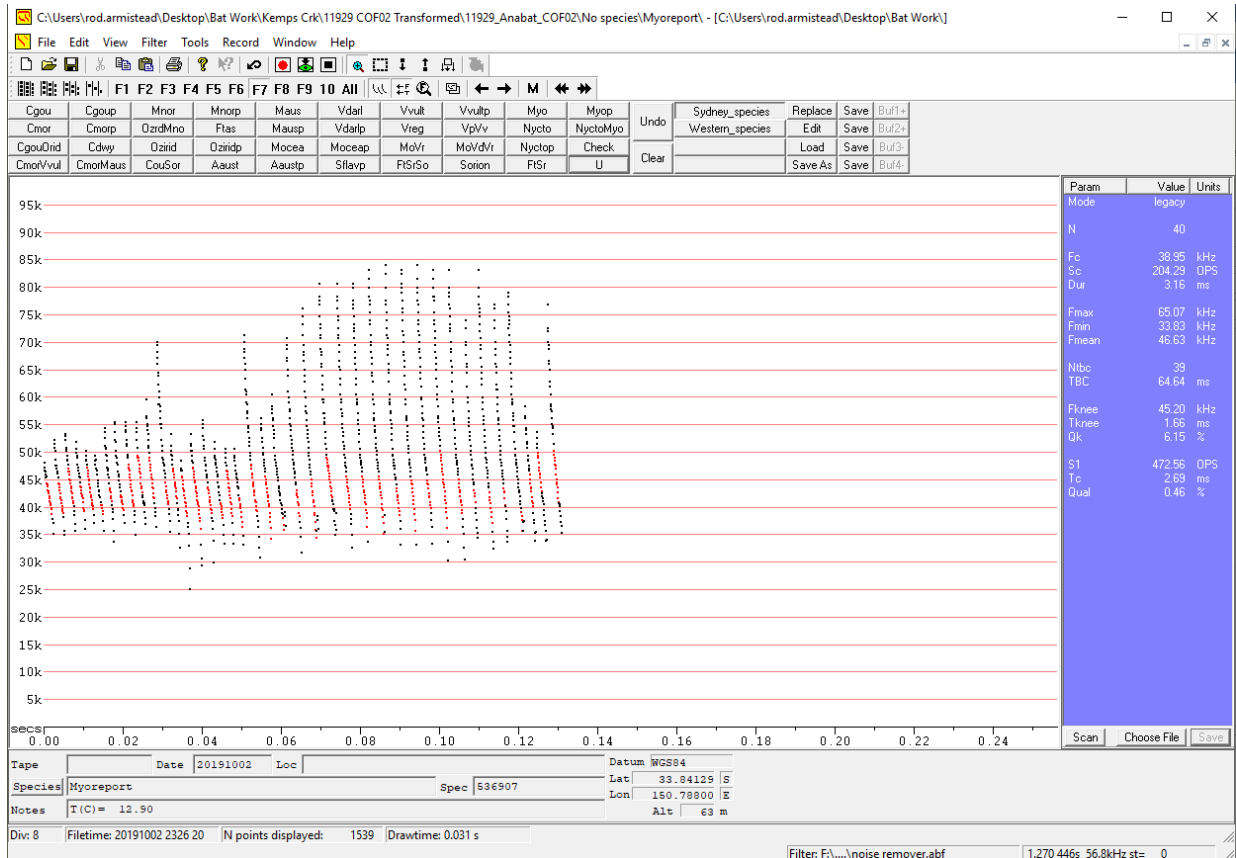 C:\Users\rod.armistead\Desktop\Bat Work\Kemps Crk\11929 COF02 Transformed\11929_Anabat_COF02\No species\Myoreport\ - [C:\Users\rod.armistead\Desktop\Bat Work\]
File Edit View Filter Tools Record Window Help
F1 F2 F3 F4 F5 F6 F7 F8 F9 10 All M
Cgou Cgoup Mnor Mnorp Maus Vdarl Vvult Vvultp Myo Myop Undo Sydney_species Replace Save Buf1+
Cmor Cmorp OzrdMno Ftas Mausp Vdarlp Vreg VpVv Nycto NyctoMyo Western_species Edit Save Buf2+
CgouOrid Cdwy Ozirid Oziridp Mocea Moceap MoVr MoVdVr Nyctop Check Clear Load Save Buf3-
CmorVvul CmorMaus CouSor Aaust Aaustp Sflavp FtSrSo Sorion FtSr U Save As Save Buf4-
Param Value Units
Mode legacy
N 40
Fc 38.95 kHz
Sc 204.29 OPS
Dur 3.16 ms
Fmax 65.07 kHz
Fmin 33.83 kHz
Fmean 46.63 kHz
Ntbc 39
TBC 64.64 ms
Fknee 45.20 kHz
Tknee 1.66 ms
Qk 6.15 %
S1 472.56 OPS
Tc 2.69 ms
Qual 0.46 %
95k
90k
85k
80k
75k
70k
65k
60k
55k
50k
45k
40k
35k
30k
25k
20k
15k
10k
5k
secs
0.00 0.02 0.04 0.06 0.08 0.10 0.12 0.14 0.16 0.18 0.20 0.22 0.24
Scan Choose File Save
Tape Date 20191002 Loc Datum WGS84
Species Myoreport Spec 536907 Lat 33.84129 S
Lon 150.78800 E
Notes T(C)= 12.90 Alt 63 m
Div: 8 Filetime: 20191002 2326 20 N points displayed: 1539 Drawtime: 0.031 s
Filter: F:\....\noise remover.abf 1.270 446s 56.8kHz st= 0